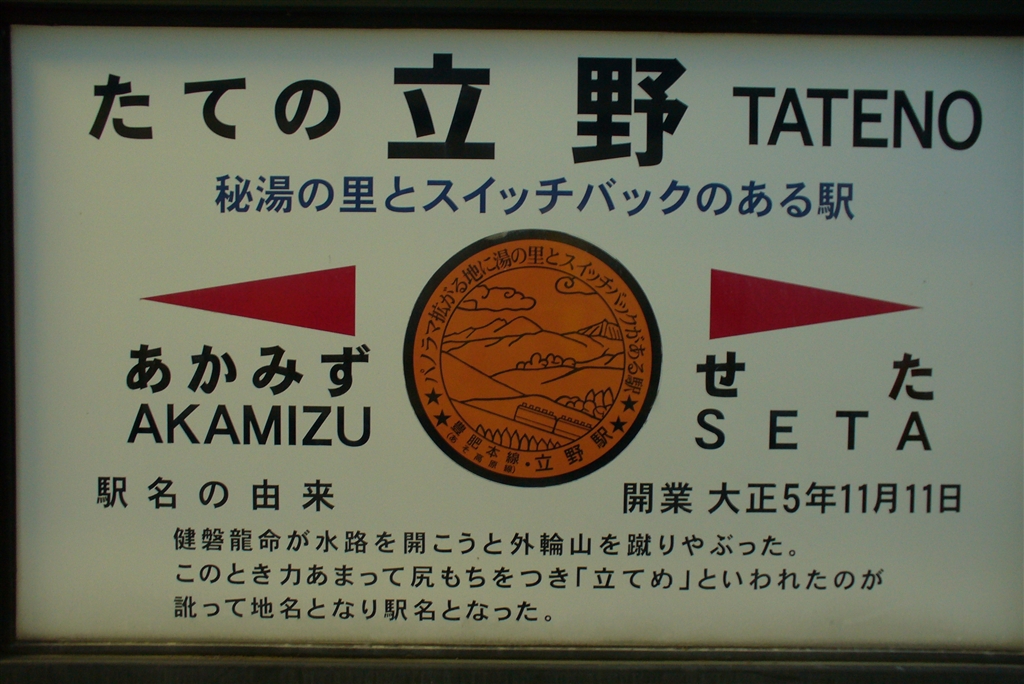 たての 立野 TATENO
秘湯の里とスイッチバックのある駅
パノラマ拡がる地に湯の里とスイッチバックがある駅
★★豊肥本線・立野駅★★
(あそ高原線)
あかみず
AKAMIZU
せた
SETA
駅名の由来
開業 大正5年11月11日
健磐龍命が水路を開こうと外輪山を蹴りやぶった。
このとき力あまって尻もちをつき「立てめ」といわれたのが
訛って地名となり駅名となった。